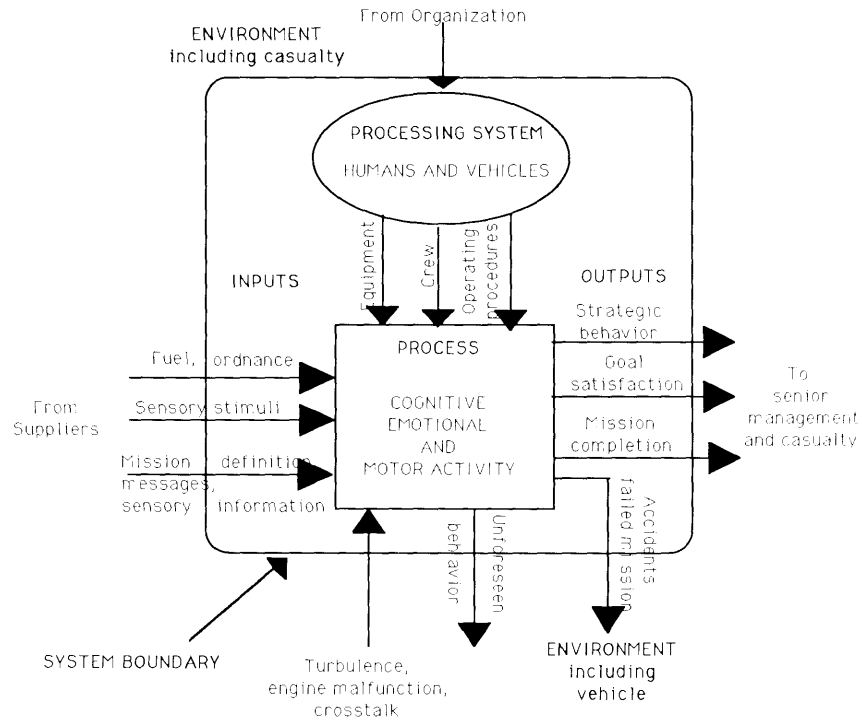 From Organization
ENVIRONMENT
including casualty
PROCESSING SYSTEM
HUMANS AND VEHICLES
Equipment
Crew
Operating
procedures
INPUTS
OUTPUTS
Strategic
behavior
PROCESS
Goal
satisfaction
Fuel, ordnance
To
senior
management
and casualty
COGNITIVE
EMOTIONAL
AND
MOTOR ACTIVITY
From
Suppliers
Sensory stimuli
Mission
completion
Mission definition
messages,
sensory information
Unforeseen
behavior
Accidents
failed mission
SYSTEM BOUNDARY
Turbulence,
engine malfunction,
crosstalk
ENVIRONMENT
including
vehicle